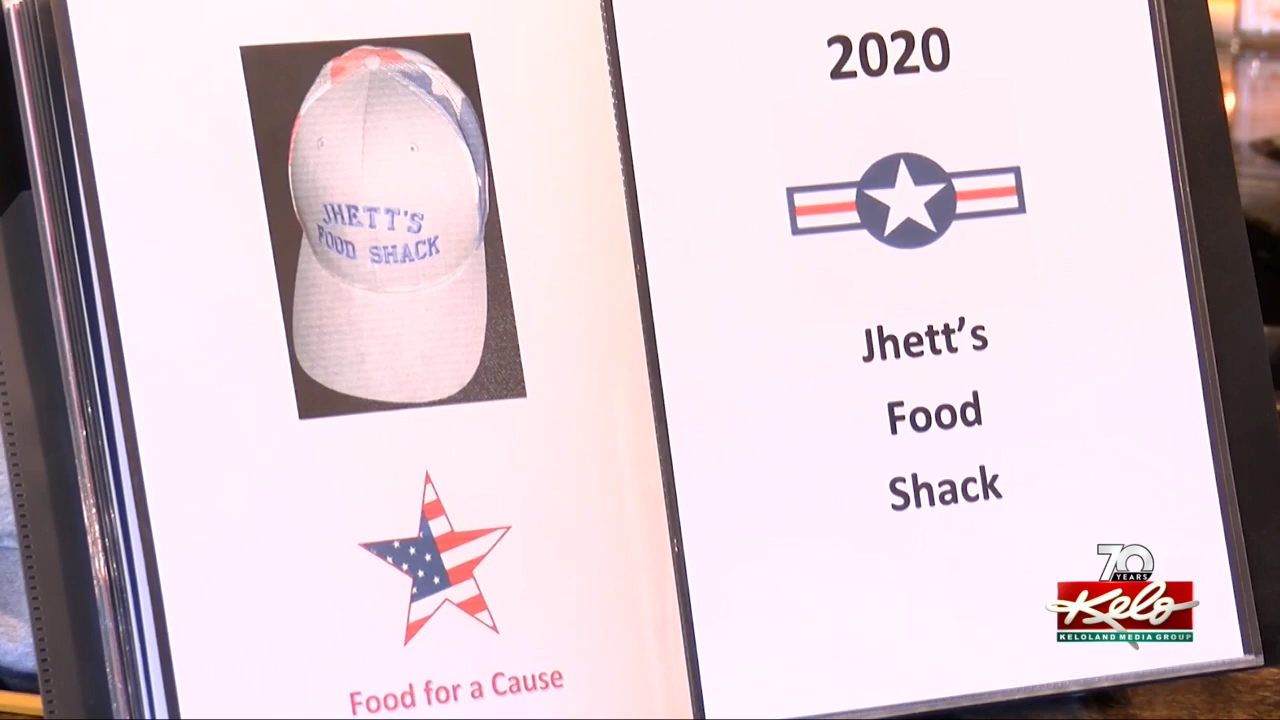 JHETT'S
FOOD SHACK
Food for a Cause
2020
Jhett's
Food
Shack
70
YEARS
Kelo
KELOLAND MEDIA GROUP